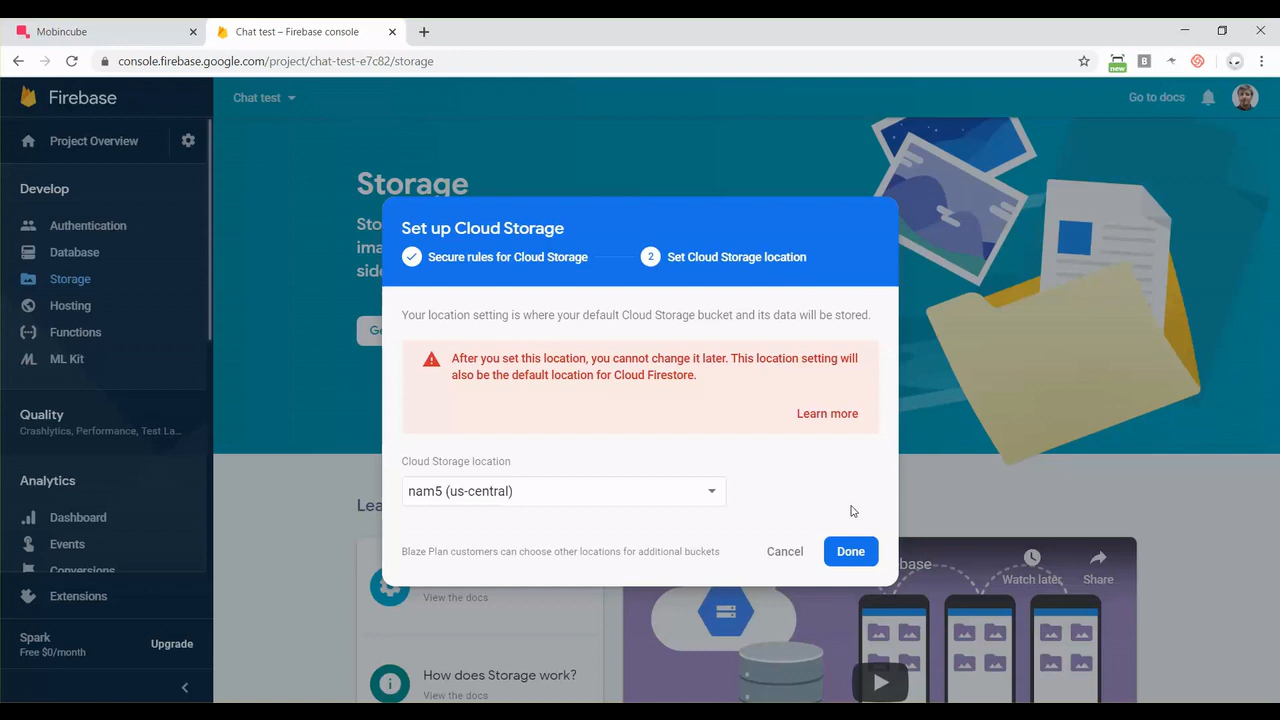 Mobincube
Chat test – Firebase console
console.firebase.google.com/project/chat-test-e7c82/storage
new
B
Firebase
Chat test
Go to docs
Project Overview
Develop
Authentication
Database
Storage
Hosting
Functions
ML Kit
Quality
Crashlytics, Performance, Test La...
Analytics
Dashboard
Events
Conversions
Extensions
Spark
Free $0/month
Upgrade
Storage
Set up Cloud Storage
Secure rules for Cloud Storage
2
Set Cloud Storage location
Your location setting is where your default Cloud Storage bucket and its data will be stored.
After you set this location, you cannot change it later. This location setting will
also be the default location for Cloud Firestore.
Learn more
Cloud Storage location
nam5 (us-central)
Blaze Plan customers can choose other locations for additional buckets
Cancel
Done
View the docs
How does Storage work?
View the docs
Watch later
Share